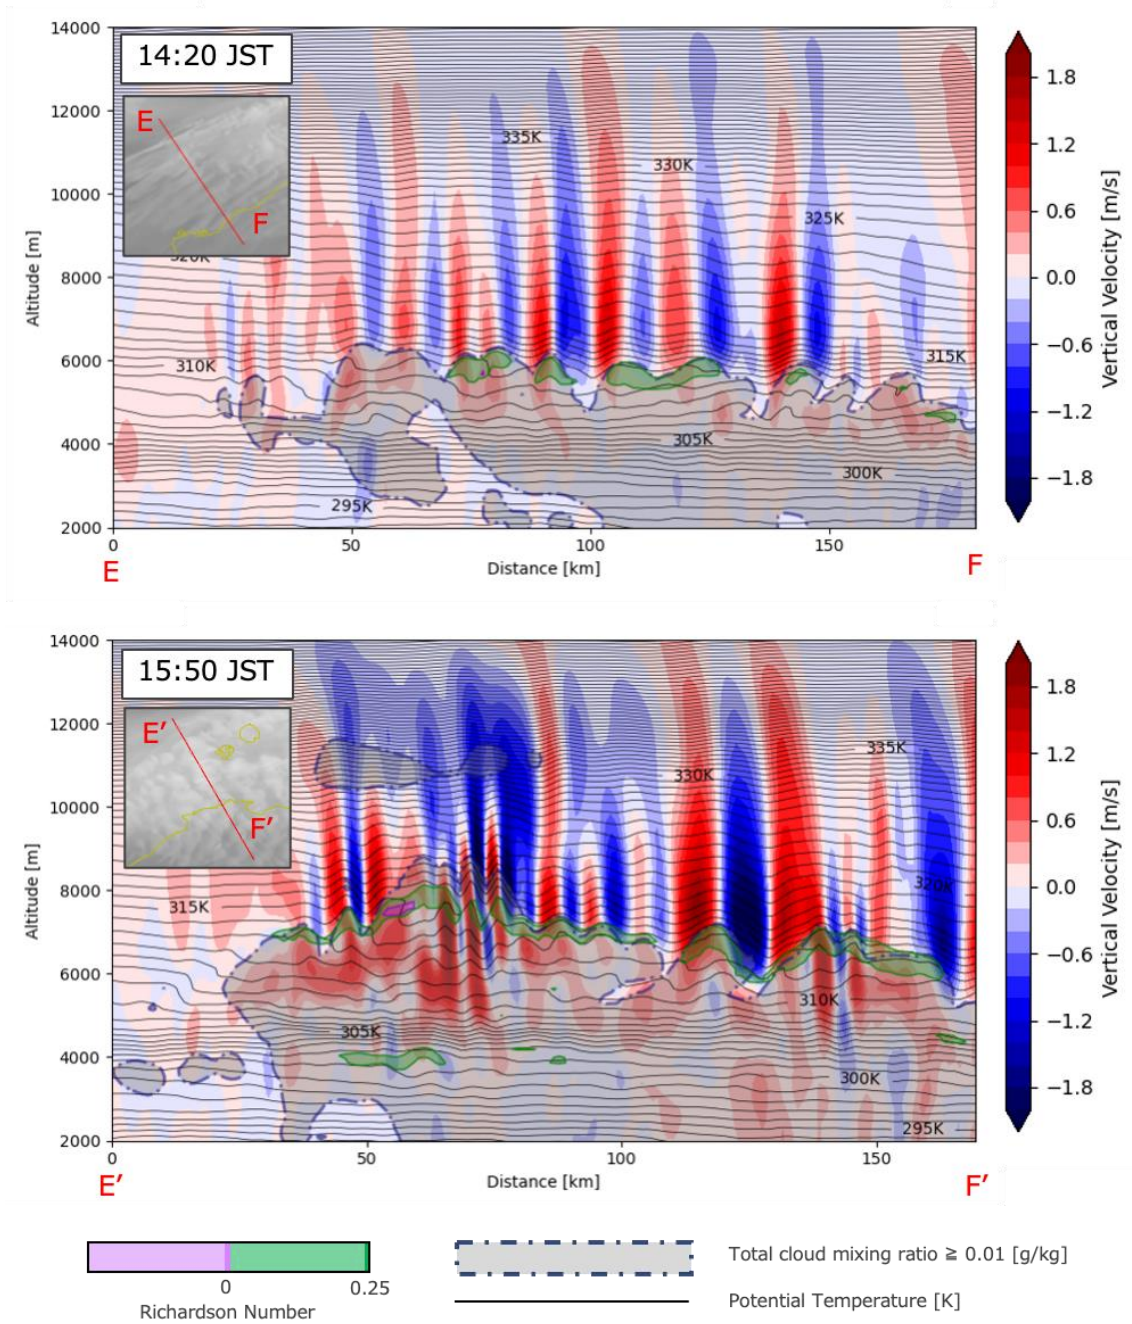 14000
14:20 JST
1.8
12000
E
335K
1.2
330K
10000
0.6
F
325K
320K
Altitude [m]
8000
0.0
Vertical Velocity [m/s]
315K
6000
310K
−0.6
−1.2
305K
4000
300K
−1.8
295K
2000
0
50
100
150
E
Distance [km]
F
14000
15:50 JST
1.8
E’
12000
335K
1.2
330K
10000
F’
0.6
Altitude [m]
8000
320K
0.0
Vertical Velocity [m/s]
315K
6000
−0.6
310K
305K
−1.2
4000
300K
−1.8
295K
2000
0
50
100
150
E’
Distance [km]
F’
Total cloud mixing ratio ≧ 0.01 [g/kg]
0
0.25
Potential Temperature [K]
Richardson Number